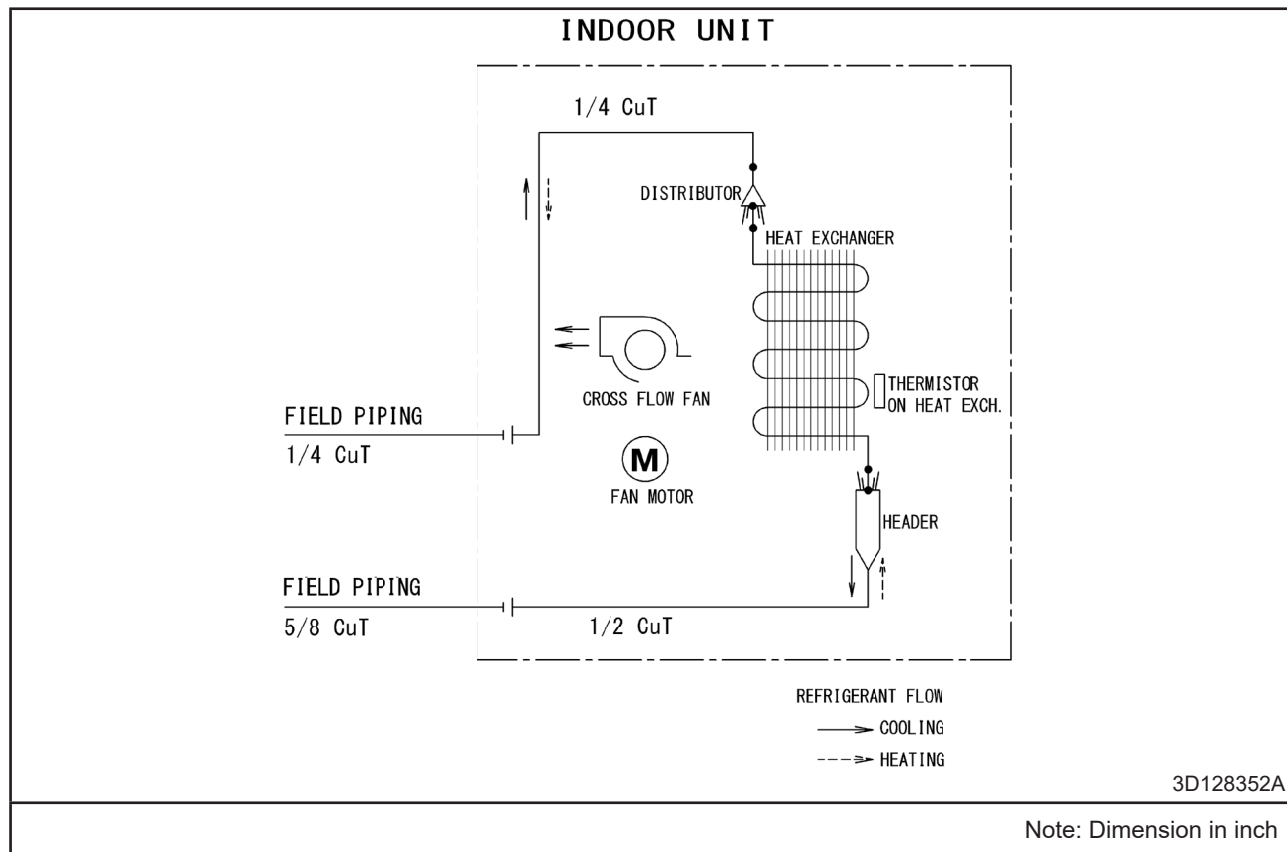 INDOOR UNIT
1/4 CuT
DISTRIBUTOR
HEAT EXCHANGER
CROSS FLOW FAN
THERMISTOR
ON HEAT EXCH.
FIELD PIPING
1/4 CuT
M
FAN MOTOR
HEADER
FIELD PIPING
5/8 CuT
1/2 CuT
REFRIGERANT FLOW
COOLING
HEATING
3D128352A
Note: Dimension in inch